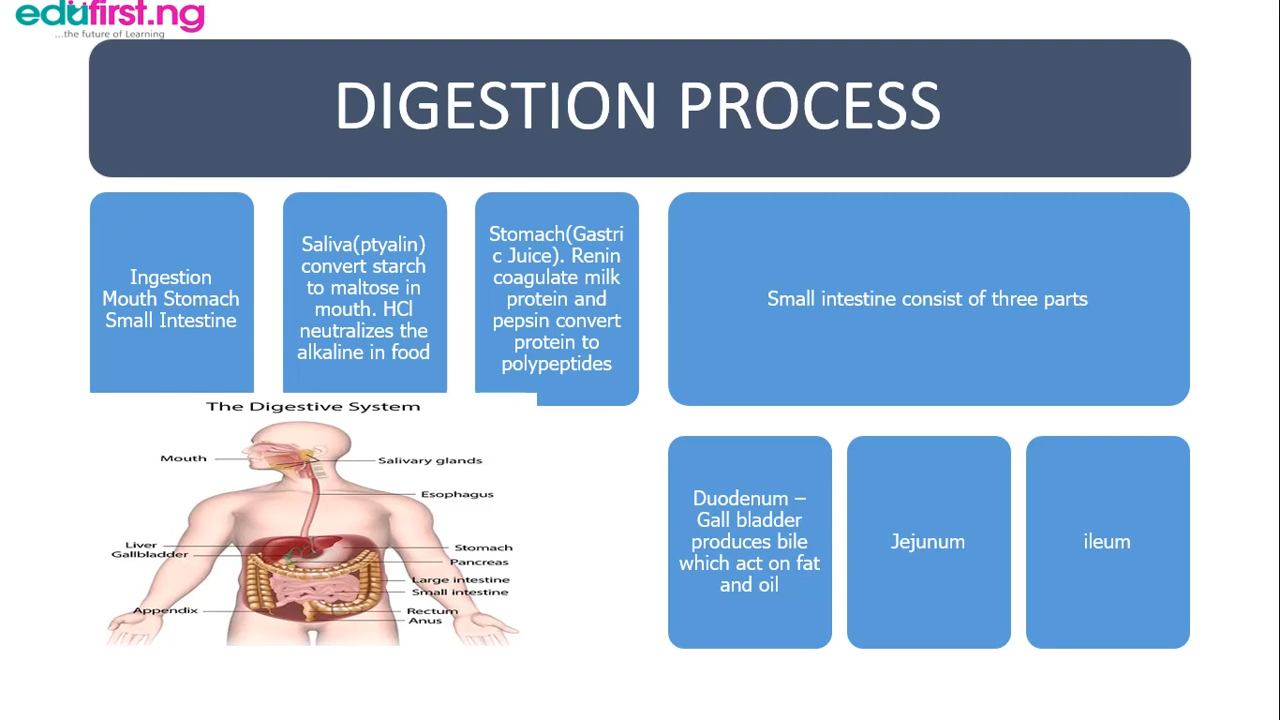 edufirst.ng
...the future of Learning
DIGESTION PROCESS
Ingestion
Mouth Stomach
Small Intestine
Saliva(ptyalin)
convert starch
to maltose in
mouth. HCl
neutralizes the
alkaline in food
Stomach(Gastri
c Juice). Renin
coagulate milk
protein and
pepsin convert
protein to
polypeptides
Small intestine consist of three parts
Duodenum –
Gall bladder
produces bile
which act on fat
and oil
Jejunum
ileum
The Digestive System
Mouth
Salivary glands
Esophagus
Liver
Gallbladder
Stomach
Pancreas
Large intestine
Small intestine
Appendix
Rectum
Anus